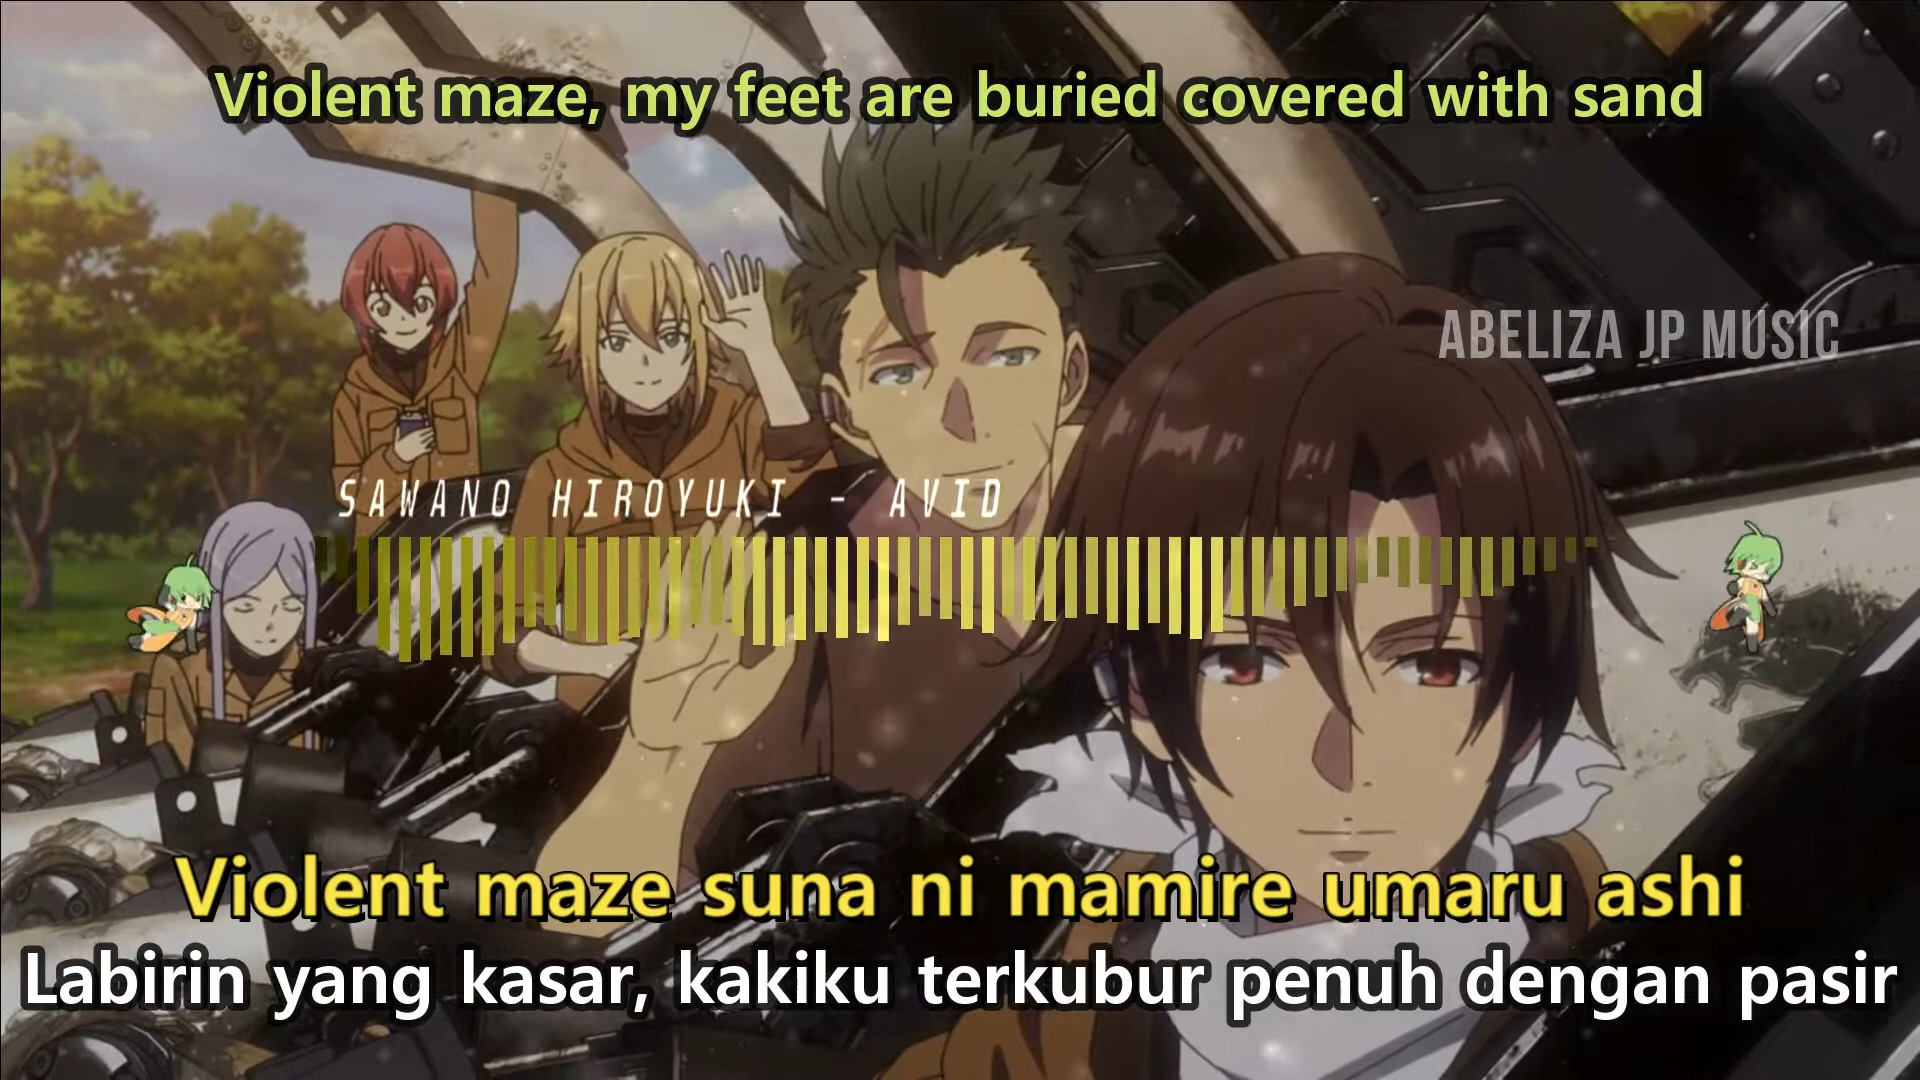 Violent maze, my feet are buried covered with sand
ABELIZA JP MUSIC
SAWANO HIROYUKI - AVID
Violent maze suna ni mamire umaru ashi
Labirin yang kasar, kakiku terkubur penuh dengan pasir